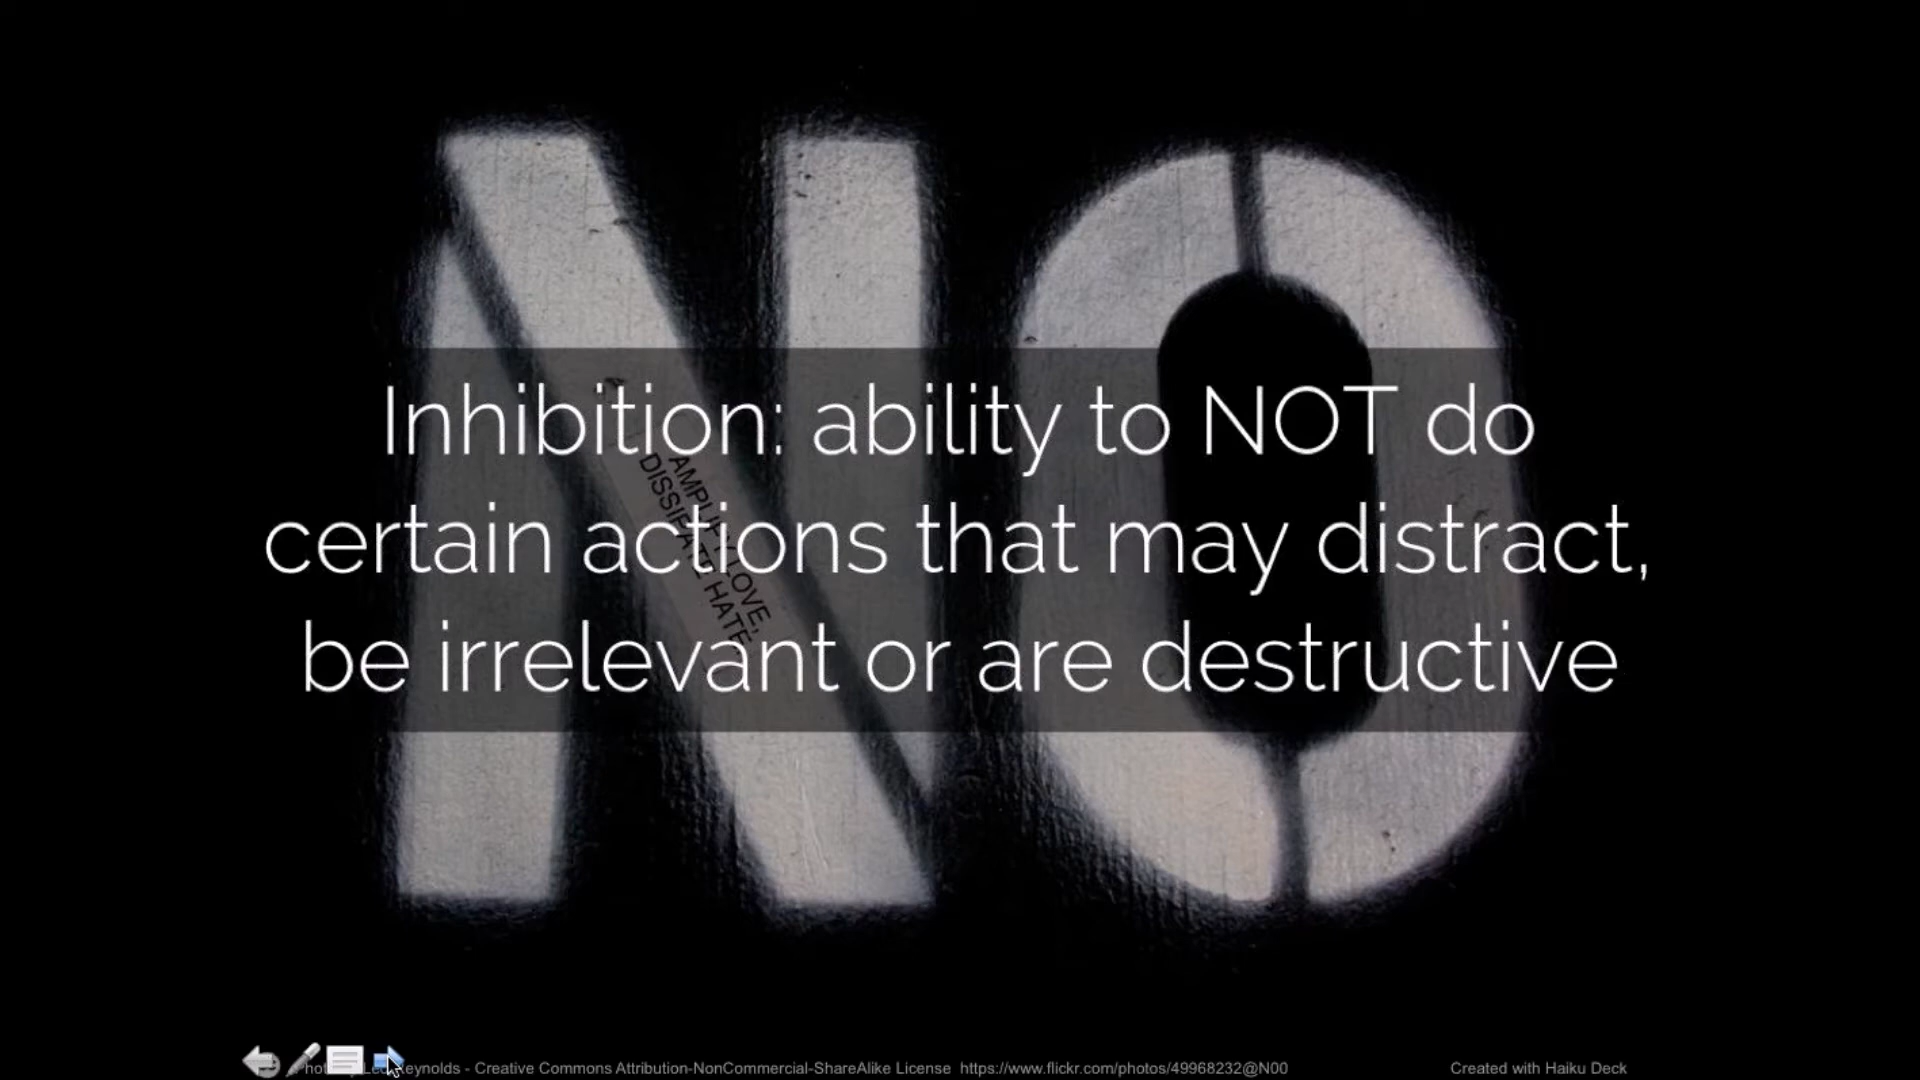 NO
Inhibition: ability to NOT do
certain actions that may distract,
be irrelevant or are destructive
AMPLIFY LOVE,
DISSIPATE HATE.
eynolds - Creative Commons Attribution-NonCommercial-ShareAlike License https://www.flickr.com/photos/49968232@N00
Created with Haiku Deck